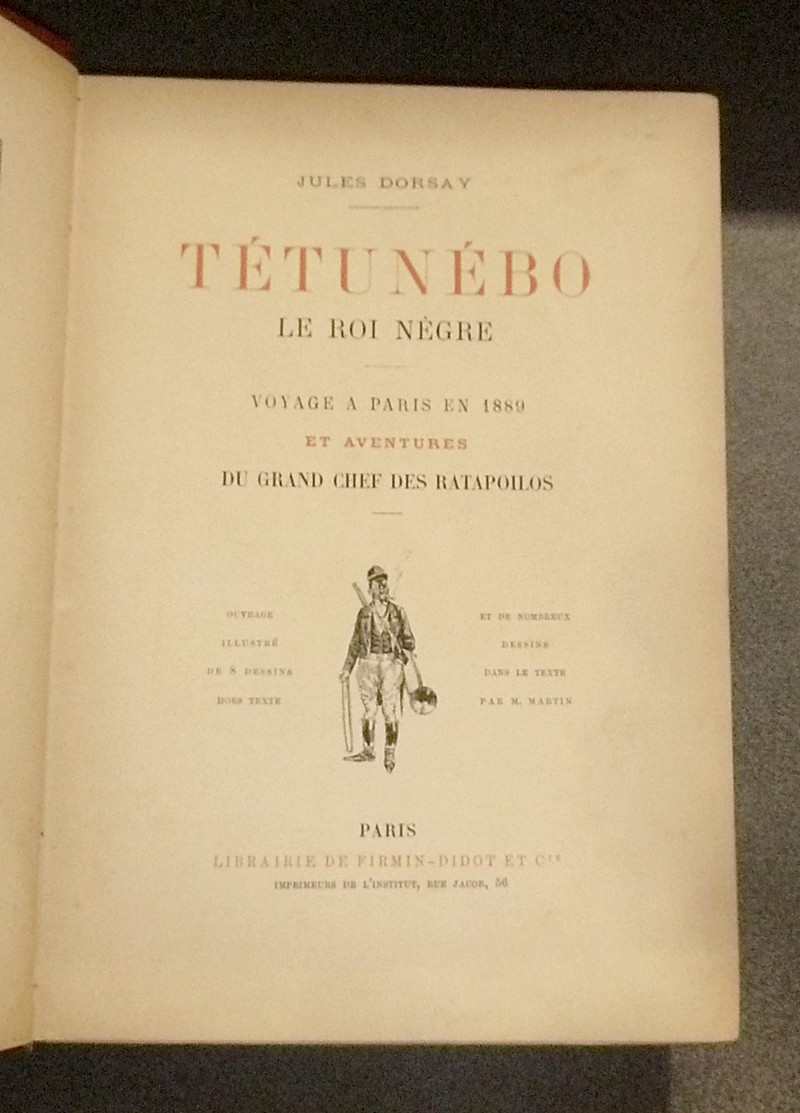 JULES DORSAY
TÉTUNÉBO
LE ROI NÈGRE
VOYAGE A PARIS EN 1889
ET AVENTURES
DU GRAND CHEF DES RATAPOILOS
OUVRAGE
ILLUSTRÉ
DE 8 DESSINS
HORS TEXTE
ET DE NOMBREUX
DESSINS
DANS LE TEXTE
PAR M. MARTIN
PARIS
LIBRAIRIE DE FIRMIN-DIDOT ET Cie
IMPRIMEURS DE L'INSTITUT, RUE JACOB, 56